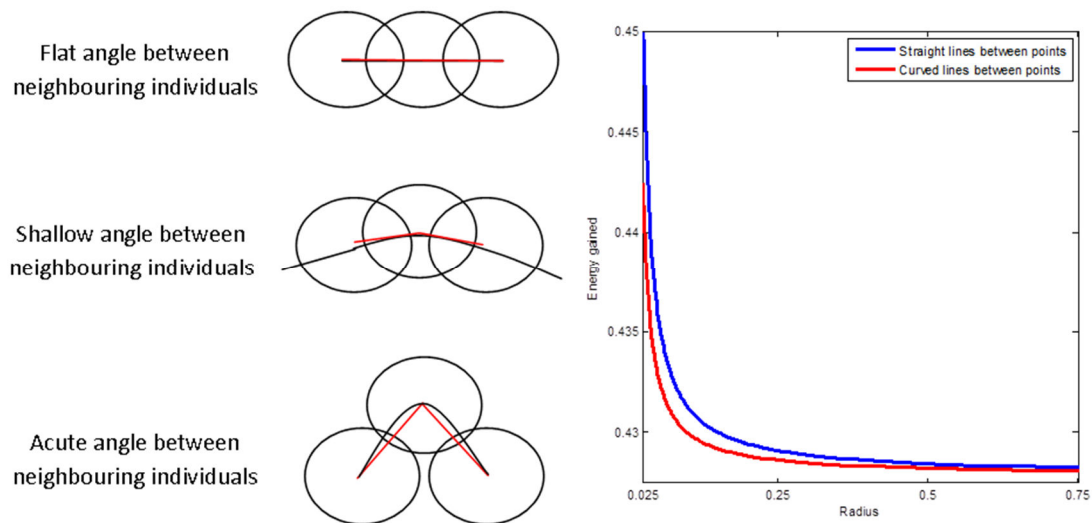 Flat angle between
neighbouring individuals
Shallow angle between
neighbouring individuals
Acute angle between
neighbouring individuals
Straight lines between points
Curved lines between points
Energy gained
0.45
0.445
0.44
0.435
0.43
0.025
0.25
0.5
0.75
Radius